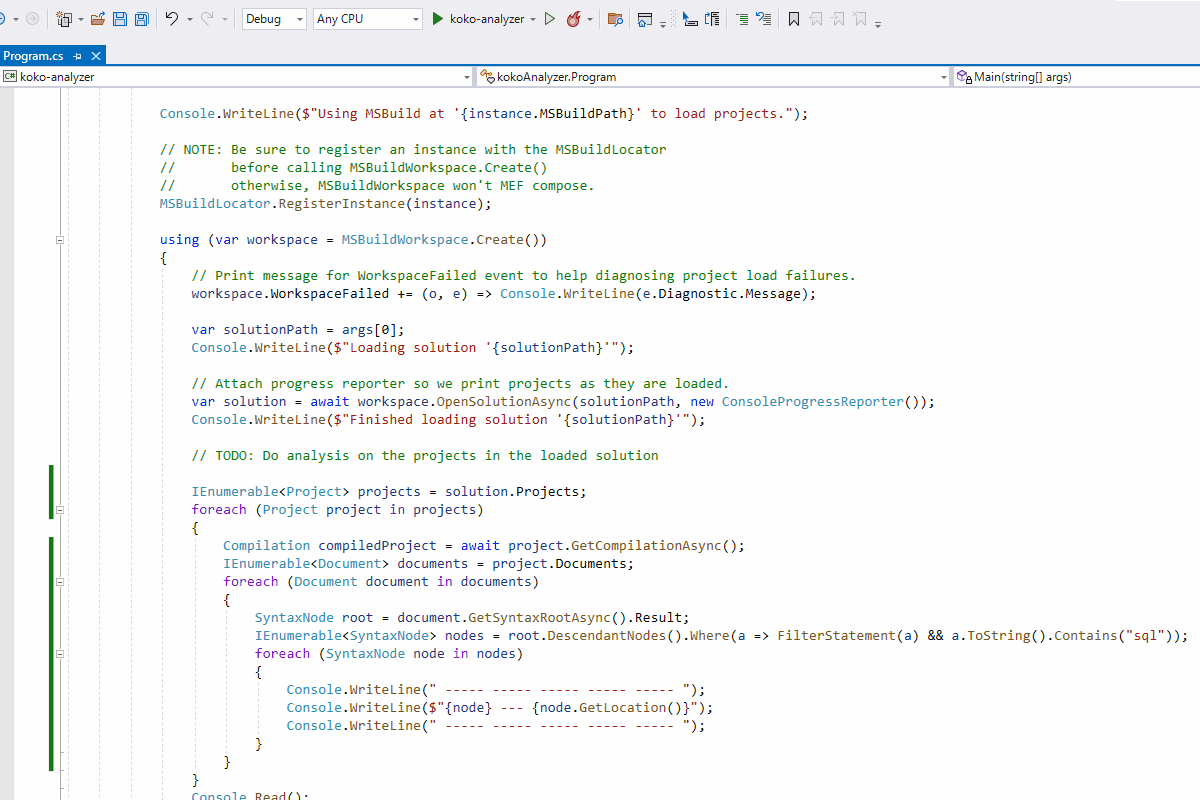 Debug Any CPU koko-analyzer
Program.cs
C# koko-analyzer kokoAnalyzer.Program Main(string[] args)
Console.WriteLine($"Using MSBuild at '{instance.MSBuildPath}' to load projects.");
// NOTE: Be sure to register an instance with the MSBuildLocator
//       before calling MSBuildWorkspace.Create()
//       otherwise, MSBuildWorkspace won't MEF compose.
MSBuildLocator.RegisterInstance(instance);
using (var workspace = MSBuildWorkspace.Create())
{
// Print message for WorkspaceFailed event to help diagnosing project load failures.
workspace.WorkspaceFailed += (o, e) => Console.WriteLine(e.Diagnostic.Message);
var solutionPath = args[0];
Console.WriteLine($"Loading solution '{solutionPath}'");
// Attach progress reporter so we print projects as they are loaded.
var solution = await workspace.OpenSolutionAsync(solutionPath, new ConsoleProgressReporter());
Console.WriteLine($"Finished loading solution '{solutionPath}'");
// TODO: Do analysis on the projects in the loaded solution
IEnumerable<Project> projects = solution.Projects;
foreach (Project project in projects)
{
Compilation compiledProject = await project.GetCompilationAsync();
IEnumerable<Document> documents = project.Documents;
foreach (Document document in documents)
{
SyntaxNode root = document.GetSyntaxRootAsync().Result;
IEnumerable<SyntaxNode> nodes = root.DescendantNodes().Where(a => FilterStatement(a) && a.ToString().Contains("sql"));
foreach (SyntaxNode node in nodes)
{
Console.WriteLine(" ----- ----- ----- ----- ----- ");
Console.WriteLine($"{node} --- {node.GetLocation()}");
Console.WriteLine(" ----- ----- ----- ----- ----- ");
}
}
}
Console.Read();